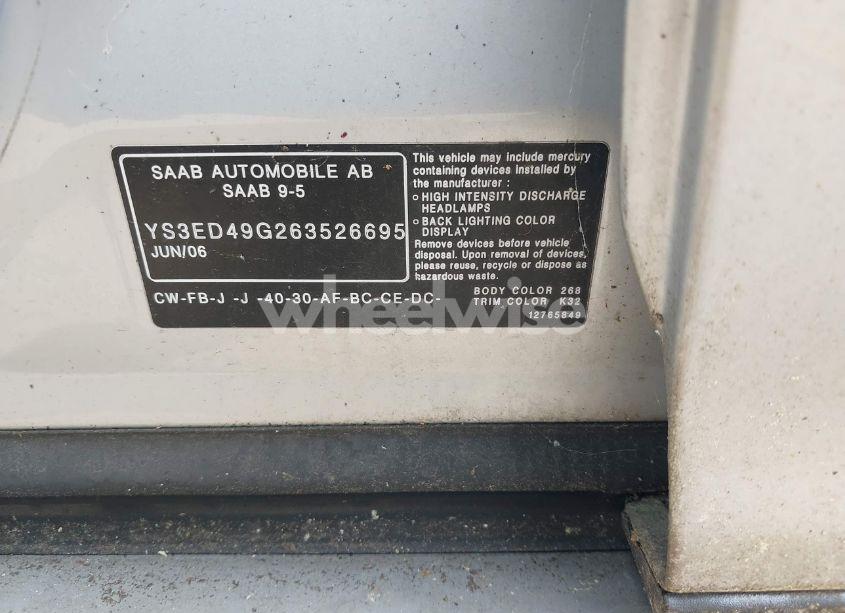 SAAB AUTOMOBILE AB
SAAB 9-5
YS3ED49G263526695
JUN/06
This vehicle may include mercury
containing devices installed by
the manufacturer :
o HIGH INTENSITY DISCHARGE
HEADLAMPS
o BACK LIGHTING COLOR
DISPLAY
Remove devices before vehicle
disposal. Upon removal of devices,
please reuse, recycle or dispose as
hazardous waste.
CW-FB-J -J -40-30-AF-BC-CE-DC-
BODY COLOR 268
TRIM COLOR K32
12765849
wheelwise